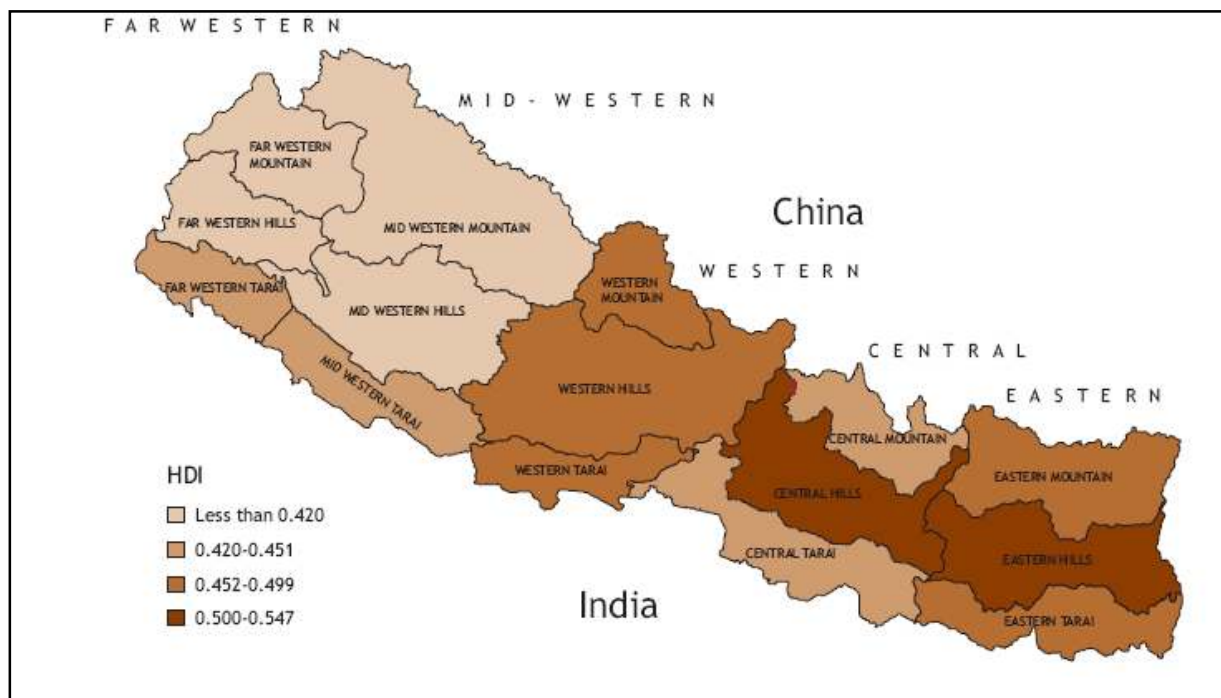 FAR WESTERN
MID-WESTERN
FAR WESTERN
MOUNTAIN
China
FAR WESTERN HILLS
MID WESTERN MOUNTAIN
WESTERN
WESTERN
MOUNTAIN
FAR WESTERN TARAI
MID WESTERN HILLS
CENTRAL
MID WESTERN TARAI
WESTERN HILLS
EASTERN
CENTRAL MOUNTAIN
HDI
WESTERN TARAI
EASTERN MOUNTAIN
CENTRAL HILLS
Less than 0.420
0.420-0.451
CENTRAL TARAI
EASTERN HILLS
0.452-0.499
India
0.500-0.547
EASTERN TARAI